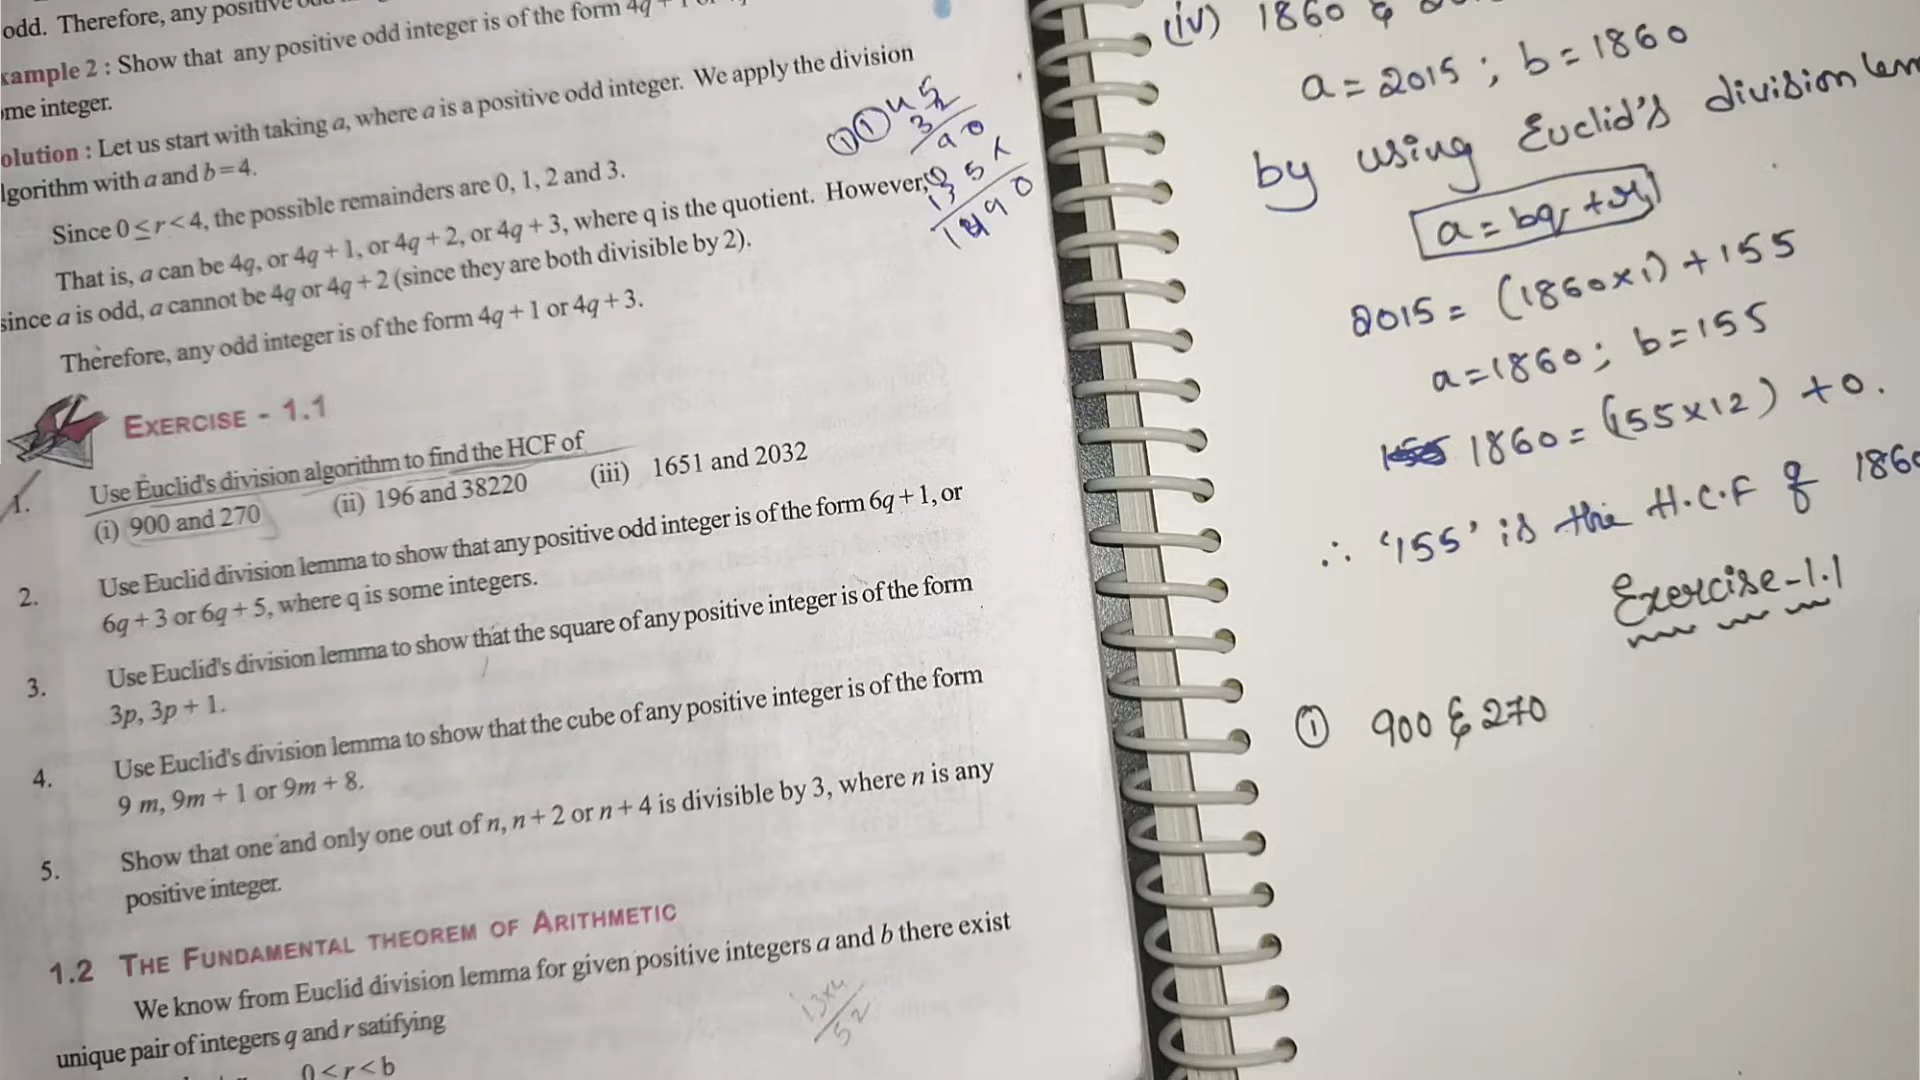 odd. Therefore, any positive
xample 2 : Show that any positive odd integer is of the form 4q
me integer.
olution : Let us start with taking a, where a is a positive odd integer. We apply the division
lgorithm with a and b = 4.
Since 0 ≤ r < 4, the possible remainders are 0, 1, 2 and 3.
That is, a can be 4q, or 4q + 1, or 4q + 2, or 4q + 3, where q is the quotient. However,
since a is odd, a cannot be 4q or 4q + 2 (since they are both divisible by 2).
Therefore, any odd integer is of the form 4q + 1 or 4q + 3.
EXERCISE - 1.1
1. Use Euclid's division algorithm to find the HCF of
(i) 900 and 270 (ii) 196 and 38220 (iii) 1651 and 2032
2. Use Euclid division lemma to show that any positive odd integer is of the form 6q + 1, or
6q + 3 or 6q + 5, where q is some integers.
3. Use Euclid's division lemma to show that the square of any positive integer is of the form
3p, 3p + 1.
4. Use Euclid's division lemma to show that the cube of any positive integer is of the form
9 m, 9m + 1 or 9m + 8.
5. Show that one and only one out of n, n + 2 or n + 4 is divisible by 3, where n is any
positive integer.
1.2 THE FUNDAMENTAL THEOREM OF ARITHMETIC
We know from Euclid division lemma for given positive integers a and b there exist
unique pair of integers q and r satifying
0 < r < b
13x4
52
(iv) 1860 &
a = 2015 ; b = 1860
by using Euclid's division lem
a = bq + r
2015 = (1860x1) + 155
a = 1860 ; b = 155
1860 = (155x12) + 0.
∴ '155' is the H.C.F of 1860
Exercise-1.1
① 900 & 270